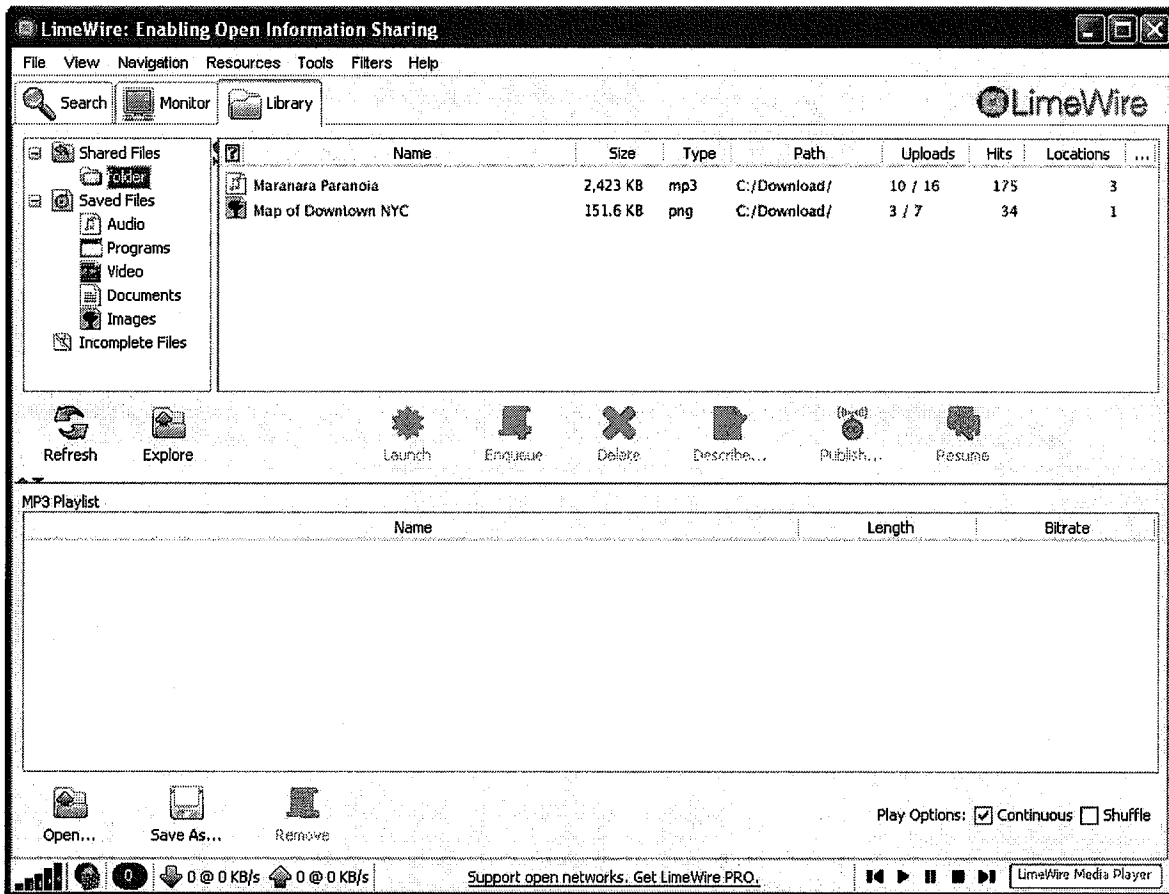 LimeWire: Enabling Open Information Sharing
File View Navigation Resources Tools Filters Help
Search Monitor Library LimeWire
Shared Files
folder
Saved Files
Audio
Programs
Video
Documents
Images
Incomplete Files
? Name Size Type Path Uploads Hits Locations ...
Maranara Paranoia 2,423 KB mp3 C:/Download/ 10 / 16 175 3
Map of Downtown NYC 151.6 KB png C:/Download/ 3 / 7 34 1
Refresh Explore Launch Enqueue Delete Describe... Publish... Resume
MP3 Playlist
Name Length Bitrate
Open... Save As... Remove
Play Options: Continuous Shuffle
0 0 @ 0 KB/s 0 @ 0 KB/s Support open networks. Get LimeWire PRO. LimeWire Media Player